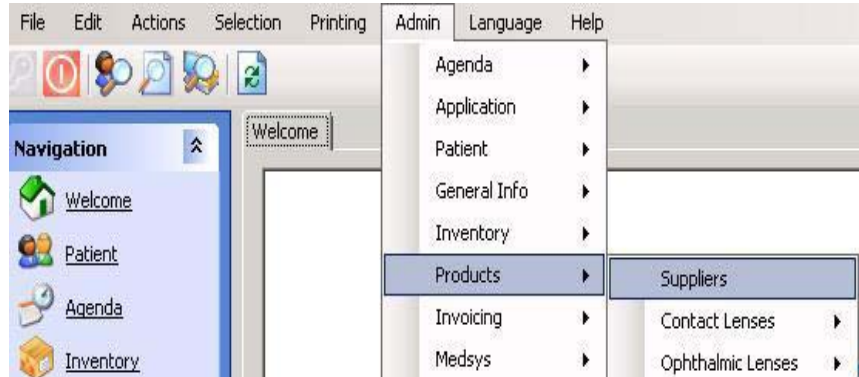 File Edit Actions Selection Printing Admin Language Help
Agenda
Application
Patient
General Info
Inventory
Products
Invoicing
Medsys
Suppliers
Contact Lenses
Ophthalmic Lenses
Welcome
Navigation
Welcome
Patient
Agenda
Inventory